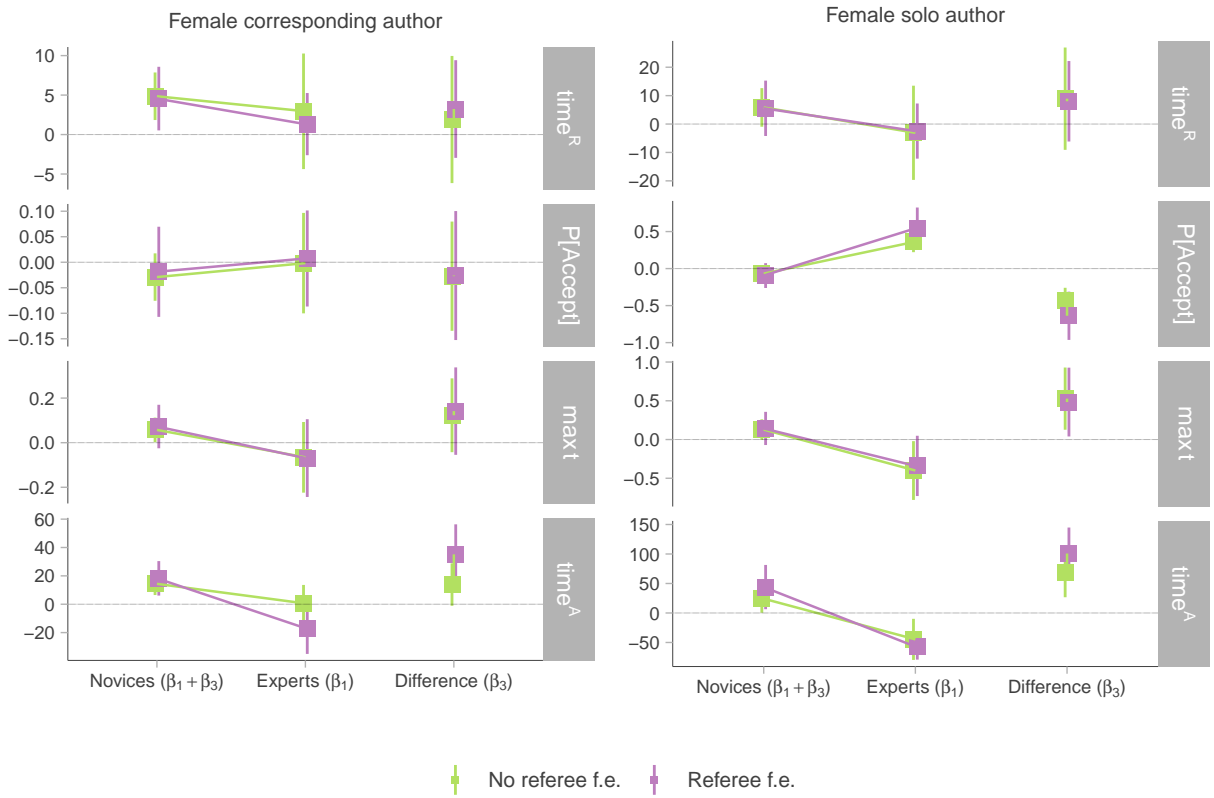 Female corresponding author
10
5
0
−5
time^R
0.10
0.05
0.00
−0.05
−0.10
−0.15
P[Accept]
0.2
0.0
−0.2
max t
60
40
20
0
−20
time^A
Novices (β₁ + β₃)
Experts (β₁)
Difference (β₃)
Female solo author
20
10
0
−10
−20
time^R
0.5
0.0
−0.5
−1.0
P[Accept]
1.0
0.5
0.0
−0.5
max t
150
100
50
0
−50
time^A
Novices (β₁ + β₃)
Experts (β₁)
Difference (β₃)
No referee f.e.
Referee f.e.